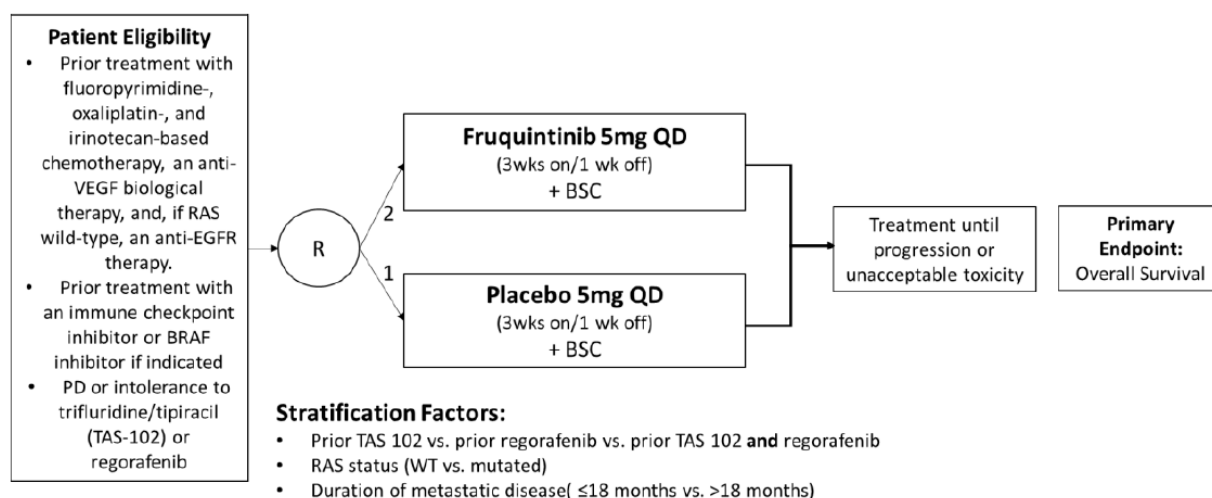 Patient Eligibility
• Prior treatment with
fluoropyrimidine-,
oxaliplatin-, and
irinotecan-based
chemotherapy, an anti-
VEGF biological
therapy, and, if RAS
wild-type, an anti-EGFR
therapy.
• Prior treatment with
an immune checkpoint
inhibitor or BRAF
inhibitor if indicated
• PD or intolerance to
trifluridine/tipiracil
(TAS-102) or
regorafenib
R
2
1
Fruquintinib 5mg QD
(3wks on/1 wk off)
+ BSC
Placebo 5mg QD
(3wks on/1 wk off)
+ BSC
Treatment until
progression or
unacceptable toxicity
Primary
Endpoint:
Overall Survival
Stratification Factors:
• Prior TAS 102 vs. prior regorafenib vs. prior TAS 102 and regorafenib
• RAS status (WT vs. mutated)
• Duration of metastatic disease( ≤18 months vs. >18 months)